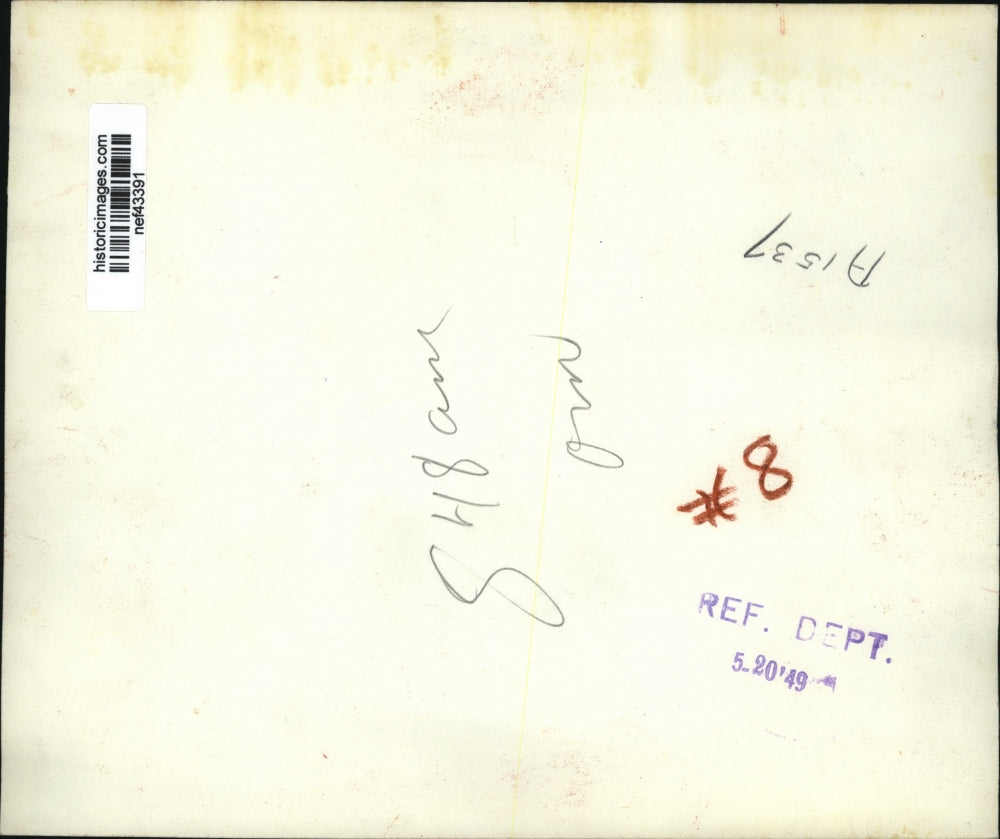 historicimages.com
nef43391
A1537
#8
REF. DEPT.
5-20'49